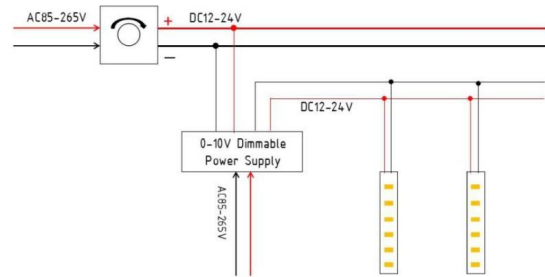 AC85-265V
+
DC12-24V
−
DC12-24V
0-10V Dimmable
Power Supply
AC85-265V